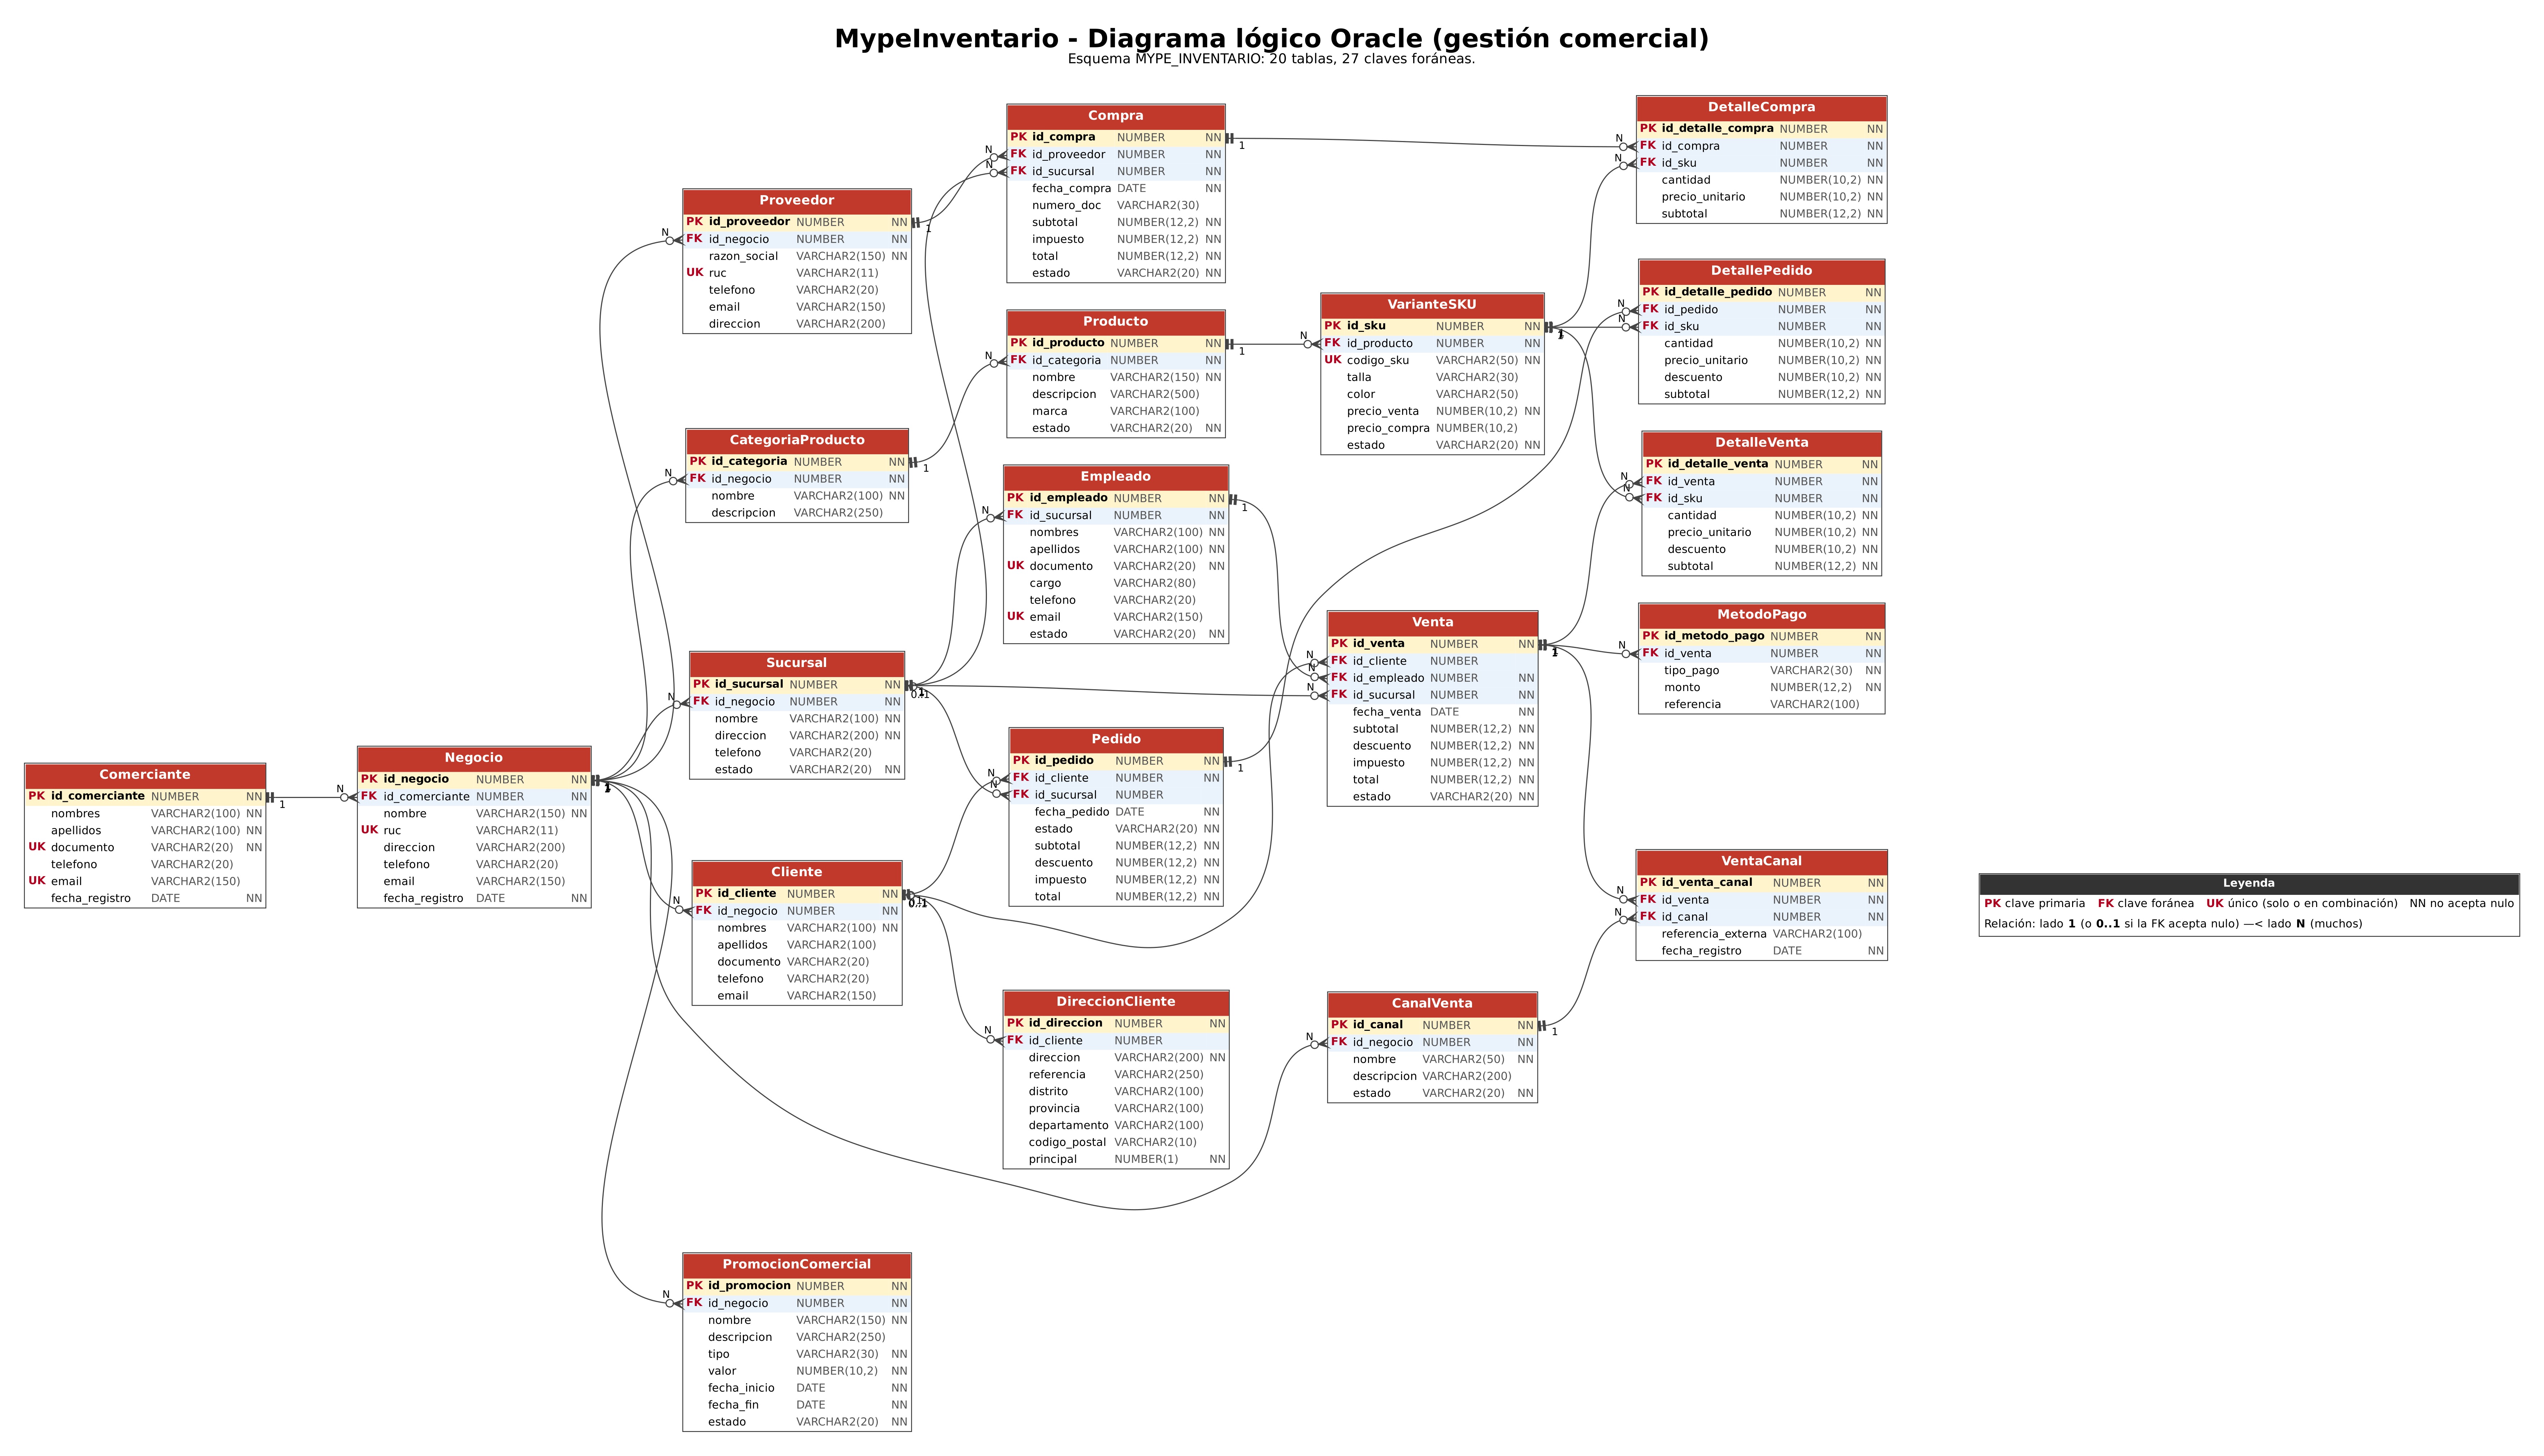 MypeInventario - Diagrama lógico Oracle (gestión comercial)
Esquema MYPE_INVENTARIO: 20 tablas, 27 claves foráneas.
Comerciante
PK id_comerciante NUMBER NN
nombres VARCHAR2(100) NN
apellidos VARCHAR2(100) NN
UK documento VARCHAR2(20) NN
telefono VARCHAR2(20)
UK email VARCHAR2(150)
fecha_registro DATE NN
1
N
Negocio
PK id_negocio NUMBER NN
FK id_comerciante NUMBER NN
nombre VARCHAR2(150) NN
UK ruc VARCHAR2(11)
direccion VARCHAR2(200)
telefono VARCHAR2(20)
email VARCHAR2(150)
fecha_registro DATE NN
1
N
Proveedor
PK id_proveedor NUMBER NN
FK id_negocio NUMBER NN
razon_social VARCHAR2(150) NN
UK ruc VARCHAR2(11)
telefono VARCHAR2(20)
email VARCHAR2(150)
direccion VARCHAR2(200)
1
N
CategoriaProducto
PK id_categoria NUMBER NN
FK id_negocio NUMBER NN
nombre VARCHAR2(100) NN
descripcion VARCHAR2(250)
1
N
Sucursal
PK id_sucursal NUMBER NN
FK id_negocio NUMBER NN
nombre VARCHAR2(100) NN
direccion VARCHAR2(200) NN
telefono VARCHAR2(20)
estado VARCHAR2(20) NN
0..1
N
Cliente
PK id_cliente NUMBER NN
FK id_negocio NUMBER NN
nombres VARCHAR2(100) NN
apellidos VARCHAR2(100)
documento VARCHAR2(20)
telefono VARCHAR2(20)
email VARCHAR2(150)
0..1
N
PromocionComercial
PK id_promocion NUMBER NN
FK id_negocio NUMBER NN
nombre VARCHAR2(150) NN
descripcion VARCHAR2(250)
tipo VARCHAR2(30) NN
valor NUMBER(10,2) NN
fecha_inicio DATE NN
fecha_fin DATE NN
estado VARCHAR2(20) NN
N
N
Compra
PK id_compra NUMBER NN
FK id_proveedor NUMBER NN
FK id_sucursal NUMBER NN
fecha_compra DATE NN
numero_doc VARCHAR2(30)
subtotal NUMBER(12,2) NN
impuesto NUMBER(12,2) NN
total NUMBER(12,2) NN
estado VARCHAR2(20) NN
1
N
Producto
PK id_producto NUMBER NN
FK id_categoria NUMBER NN
nombre VARCHAR2(150) NN
descripcion VARCHAR2(500)
marca VARCHAR2(100)
estado VARCHAR2(20) NN
1
N
Empleado
PK id_empleado NUMBER NN
FK id_sucursal NUMBER NN
nombres VARCHAR2(100) NN
apellidos VARCHAR2(100) NN
UK documento VARCHAR2(20) NN
cargo VARCHAR2(80)
telefono VARCHAR2(20)
UK email VARCHAR2(150)
estado VARCHAR2(20) NN
1
N
N
Pedido
PK id_pedido NUMBER NN
FK id_cliente NUMBER NN
FK id_sucursal NUMBER
fecha_pedido DATE NN
estado VARCHAR2(20) NN
subtotal NUMBER(12,2) NN
descuento NUMBER(12,2) NN
impuesto NUMBER(12,2) NN
total NUMBER(12,2) NN
1
N
DireccionCliente
PK id_direccion NUMBER NN
FK id_cliente NUMBER
direccion VARCHAR2(200) NN
referencia VARCHAR2(250)
distrito VARCHAR2(100)
provincia VARCHAR2(100)
departamento VARCHAR2(100)
codigo_postal VARCHAR2(10)
principal NUMBER(1) NN
N
VarianteSKU
PK id_sku NUMBER NN
FK id_producto NUMBER NN
UK codigo_sku VARCHAR2(50) NN
talla VARCHAR2(30)
color VARCHAR2(50)
precio_venta NUMBER(10,2) NN
precio_compra NUMBER(10,2)
estado VARCHAR2(20) NN
1
N
N
N
Venta
PK id_venta NUMBER NN
FK id_cliente NUMBER
FK id_empleado NUMBER NN
FK id_sucursal NUMBER NN
fecha_venta DATE NN
subtotal NUMBER(12,2) NN
descuento NUMBER(12,2) NN
impuesto NUMBER(12,2) NN
total NUMBER(12,2) NN
estado VARCHAR2(20) NN
1
N
CanalVenta
PK id_canal NUMBER NN
FK id_negocio NUMBER NN
nombre VARCHAR2(50) NN
descripcion VARCHAR2(200)
estado VARCHAR2(20) NN
1
N
N
DetalleCompra
PK id_detalle_compra NUMBER NN
FK id_compra NUMBER NN
FK id_sku NUMBER NN
cantidad NUMBER(10,2) NN
precio_unitario NUMBER(10,2) NN
subtotal NUMBER(12,2) NN
N
N
DetallePedido
PK id_detalle_pedido NUMBER NN
FK id_pedido NUMBER NN
FK id_sku NUMBER NN
cantidad NUMBER(10,2) NN
precio_unitario NUMBER(10,2) NN
descuento NUMBER(10,2) NN
subtotal NUMBER(12,2) NN
N
N
DetalleVenta
PK id_detalle_venta NUMBER NN
FK id_venta NUMBER NN
FK id_sku NUMBER NN
cantidad NUMBER(10,2) NN
precio_unitario NUMBER(10,2) NN
descuento NUMBER(10,2) NN
subtotal NUMBER(12,2) NN
N
MetodoPago
PK id_metodo_pago NUMBER NN
FK id_venta NUMBER NN
tipo_pago VARCHAR2(30) NN
monto NUMBER(12,2) NN
referencia VARCHAR2(100)
N
N
VentaCanal
PK id_venta_canal NUMBER NN
FK id_venta NUMBER NN
FK id_canal NUMBER NN
referencia_externa VARCHAR2(100)
fecha_registro DATE NN
Leyenda
PK clave primaria FK clave foránea UK único (solo o en combinación) NN no acepta nulo
Relación: lado 1 (o 0..1 si la FK acepta nulo) —< lado N (muchos)